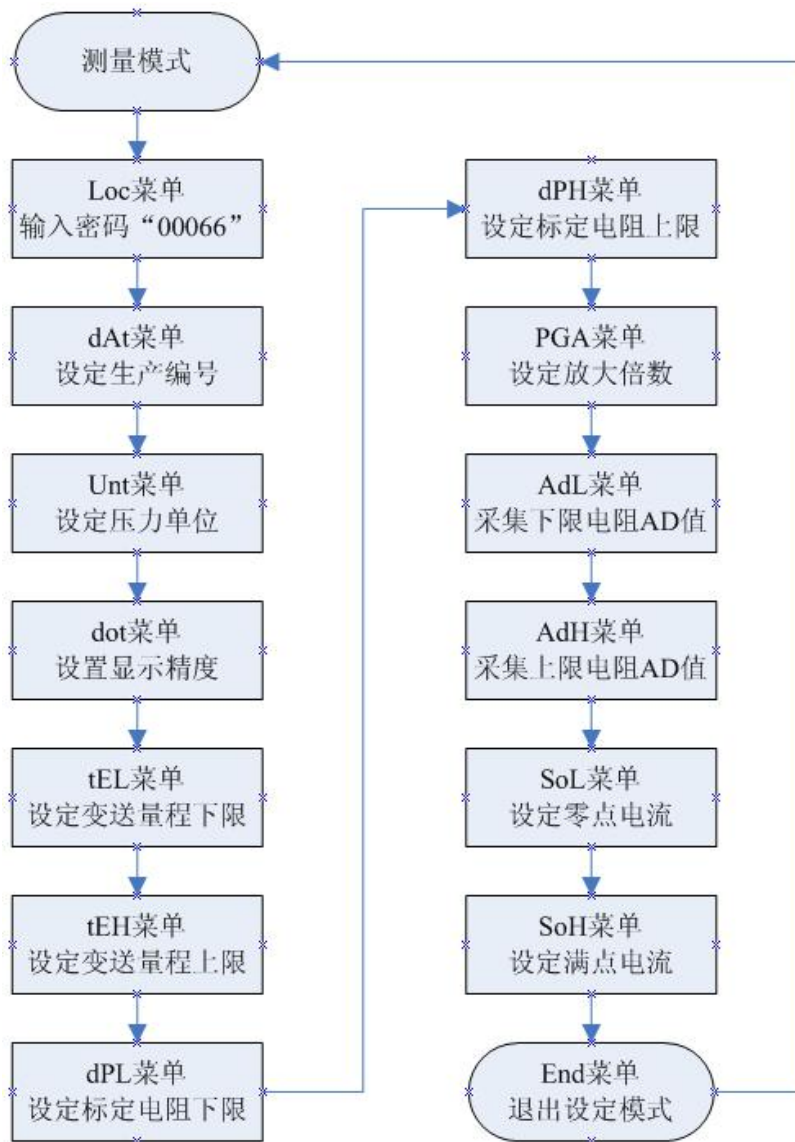 测量模式
Loc菜单
输入密码“00066”
dAt菜单
设定生产编号
Unt菜单
设定压力单位
dot菜单
设置显示精度
tEL菜单
设定变送量程下限
tEH菜单
设定变送量程上限
dPL菜单
设定标定电阻下限
dPH菜单
设定标定电阻上限
PGA菜单
设定放大倍数
AdL菜单
采集下限电阻AD值
AdH菜单
采集上限电阻AD值
SoL菜单
设定零点电流
SoH菜单
设定满点电流
End菜单
退出设定模式